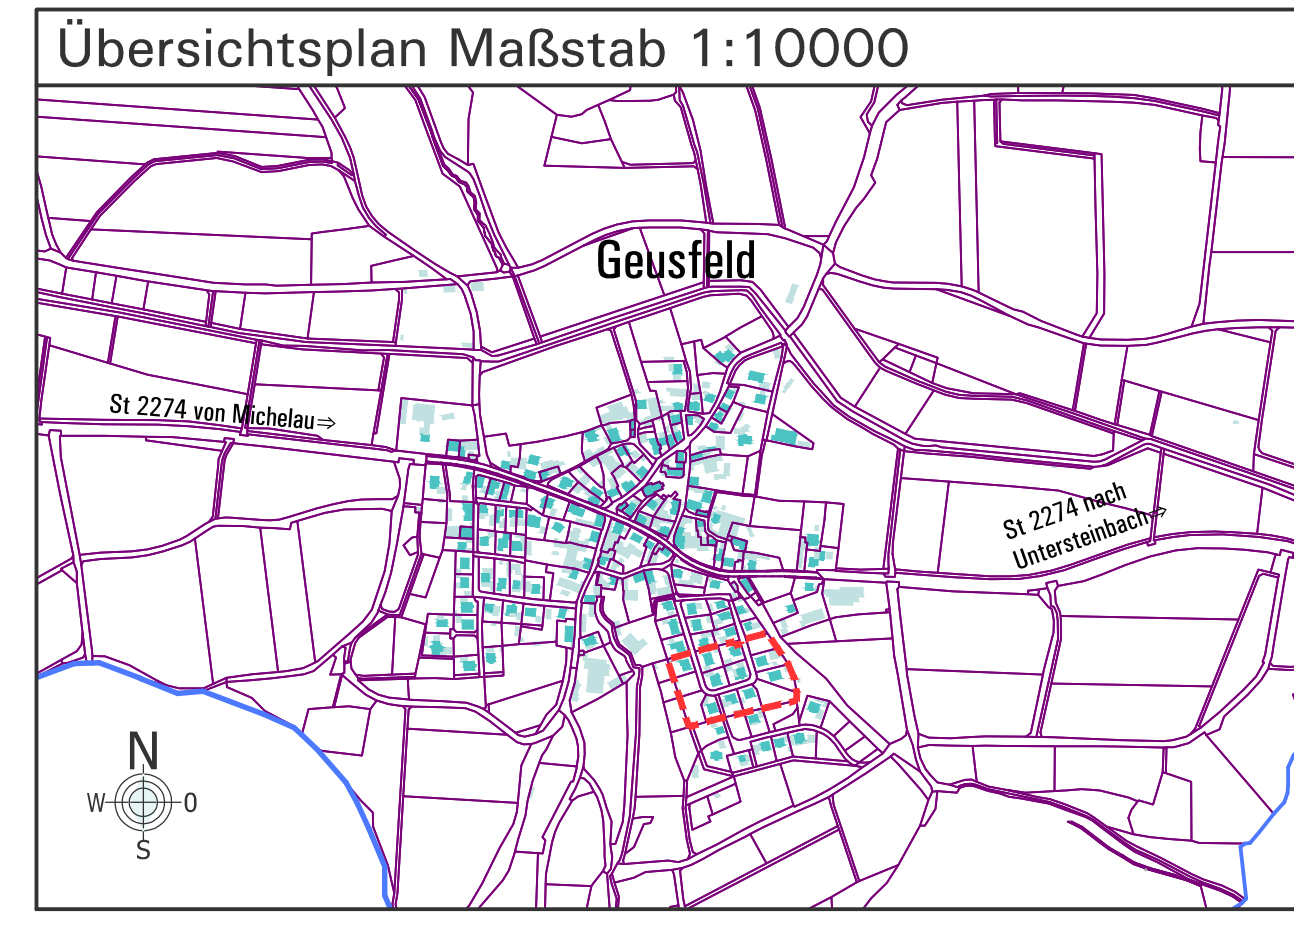 Übersichtsplan Maßstab 1:10000
Geusfeld
St 2274 von Michelau⇒
St 2274 nach
Untersteinbach⇒
N
W
O
S